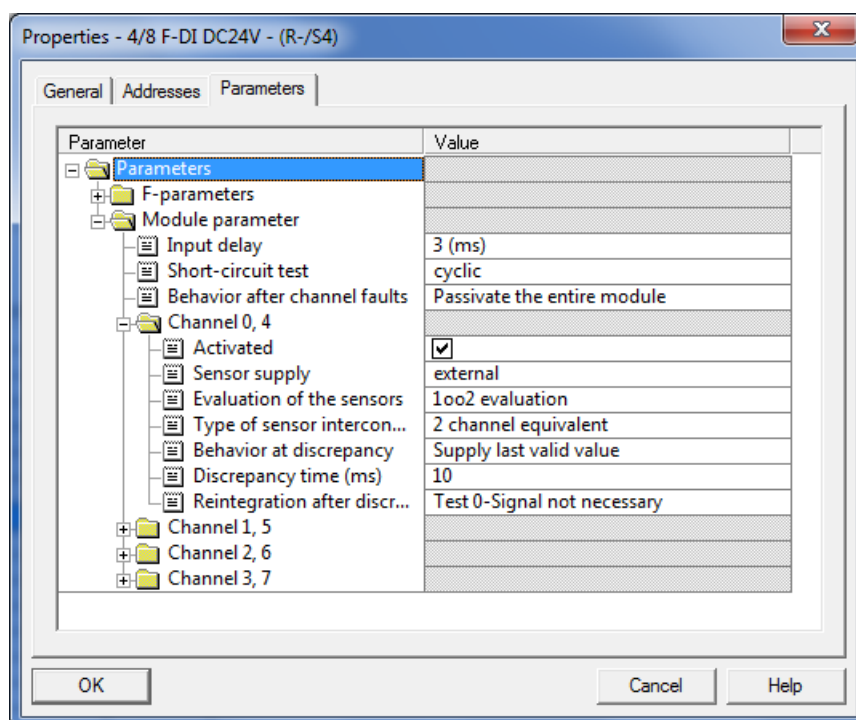 Properties - 4/8 F-DI DC24V - (R-/S4)
General Addresses Parameters
Parameter Value
Parameters
F-parameters
Module parameter
Input delay 3 (ms)
Short-circuit test cyclic
Behavior after channel faults Passivate the entire module
Channel 0, 4
Activated
Sensor supply external
Evaluation of the sensors 1oo2 evaluation
Type of sensor intercon... 2 channel equivalent
Behavior at discrepancy Supply last valid value
Discrepancy time (ms) 10
Reintegration after discr... Test 0-Signal not necessary
Channel 1, 5
Channel 2, 6
Channel 3, 7
OK Cancel Help